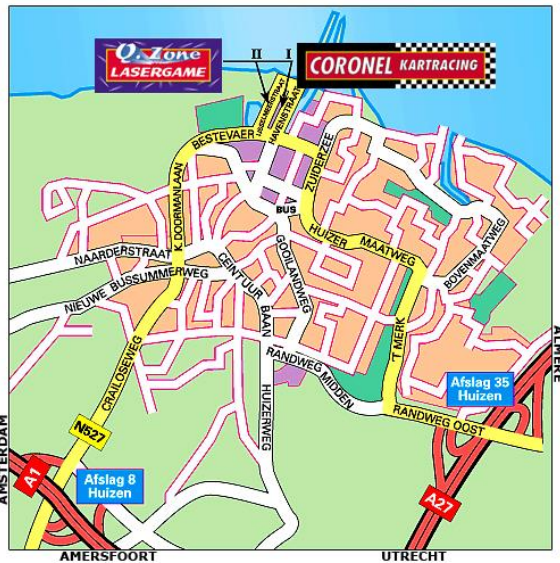 Q.Zone
LASERGAME
II
I
CORONEL KARTRACING
IJSSELMEERSTRAAT
HAVENSTRAAT
BESTEVAER
ZUIDERZEE
K.DOORMANLAAN
BUS
HUIZER MAATWEG
NAARDERSTRAAT
CEINTUUR BAAN
GOOILANDWEG
BOVENMAATWEG
NIEUWE BUSSUMMERWEG
'T MERK
ALMERE
RANDWEG MIDDEN
CRAILOSEWEG
HUIZERWEG
Afslag 35
Huizen
RANDWEG OOST
N527
AMSTERDAM
A1
Afslag 8
Huizen
A27
AMERSFOORT
UTRECHT